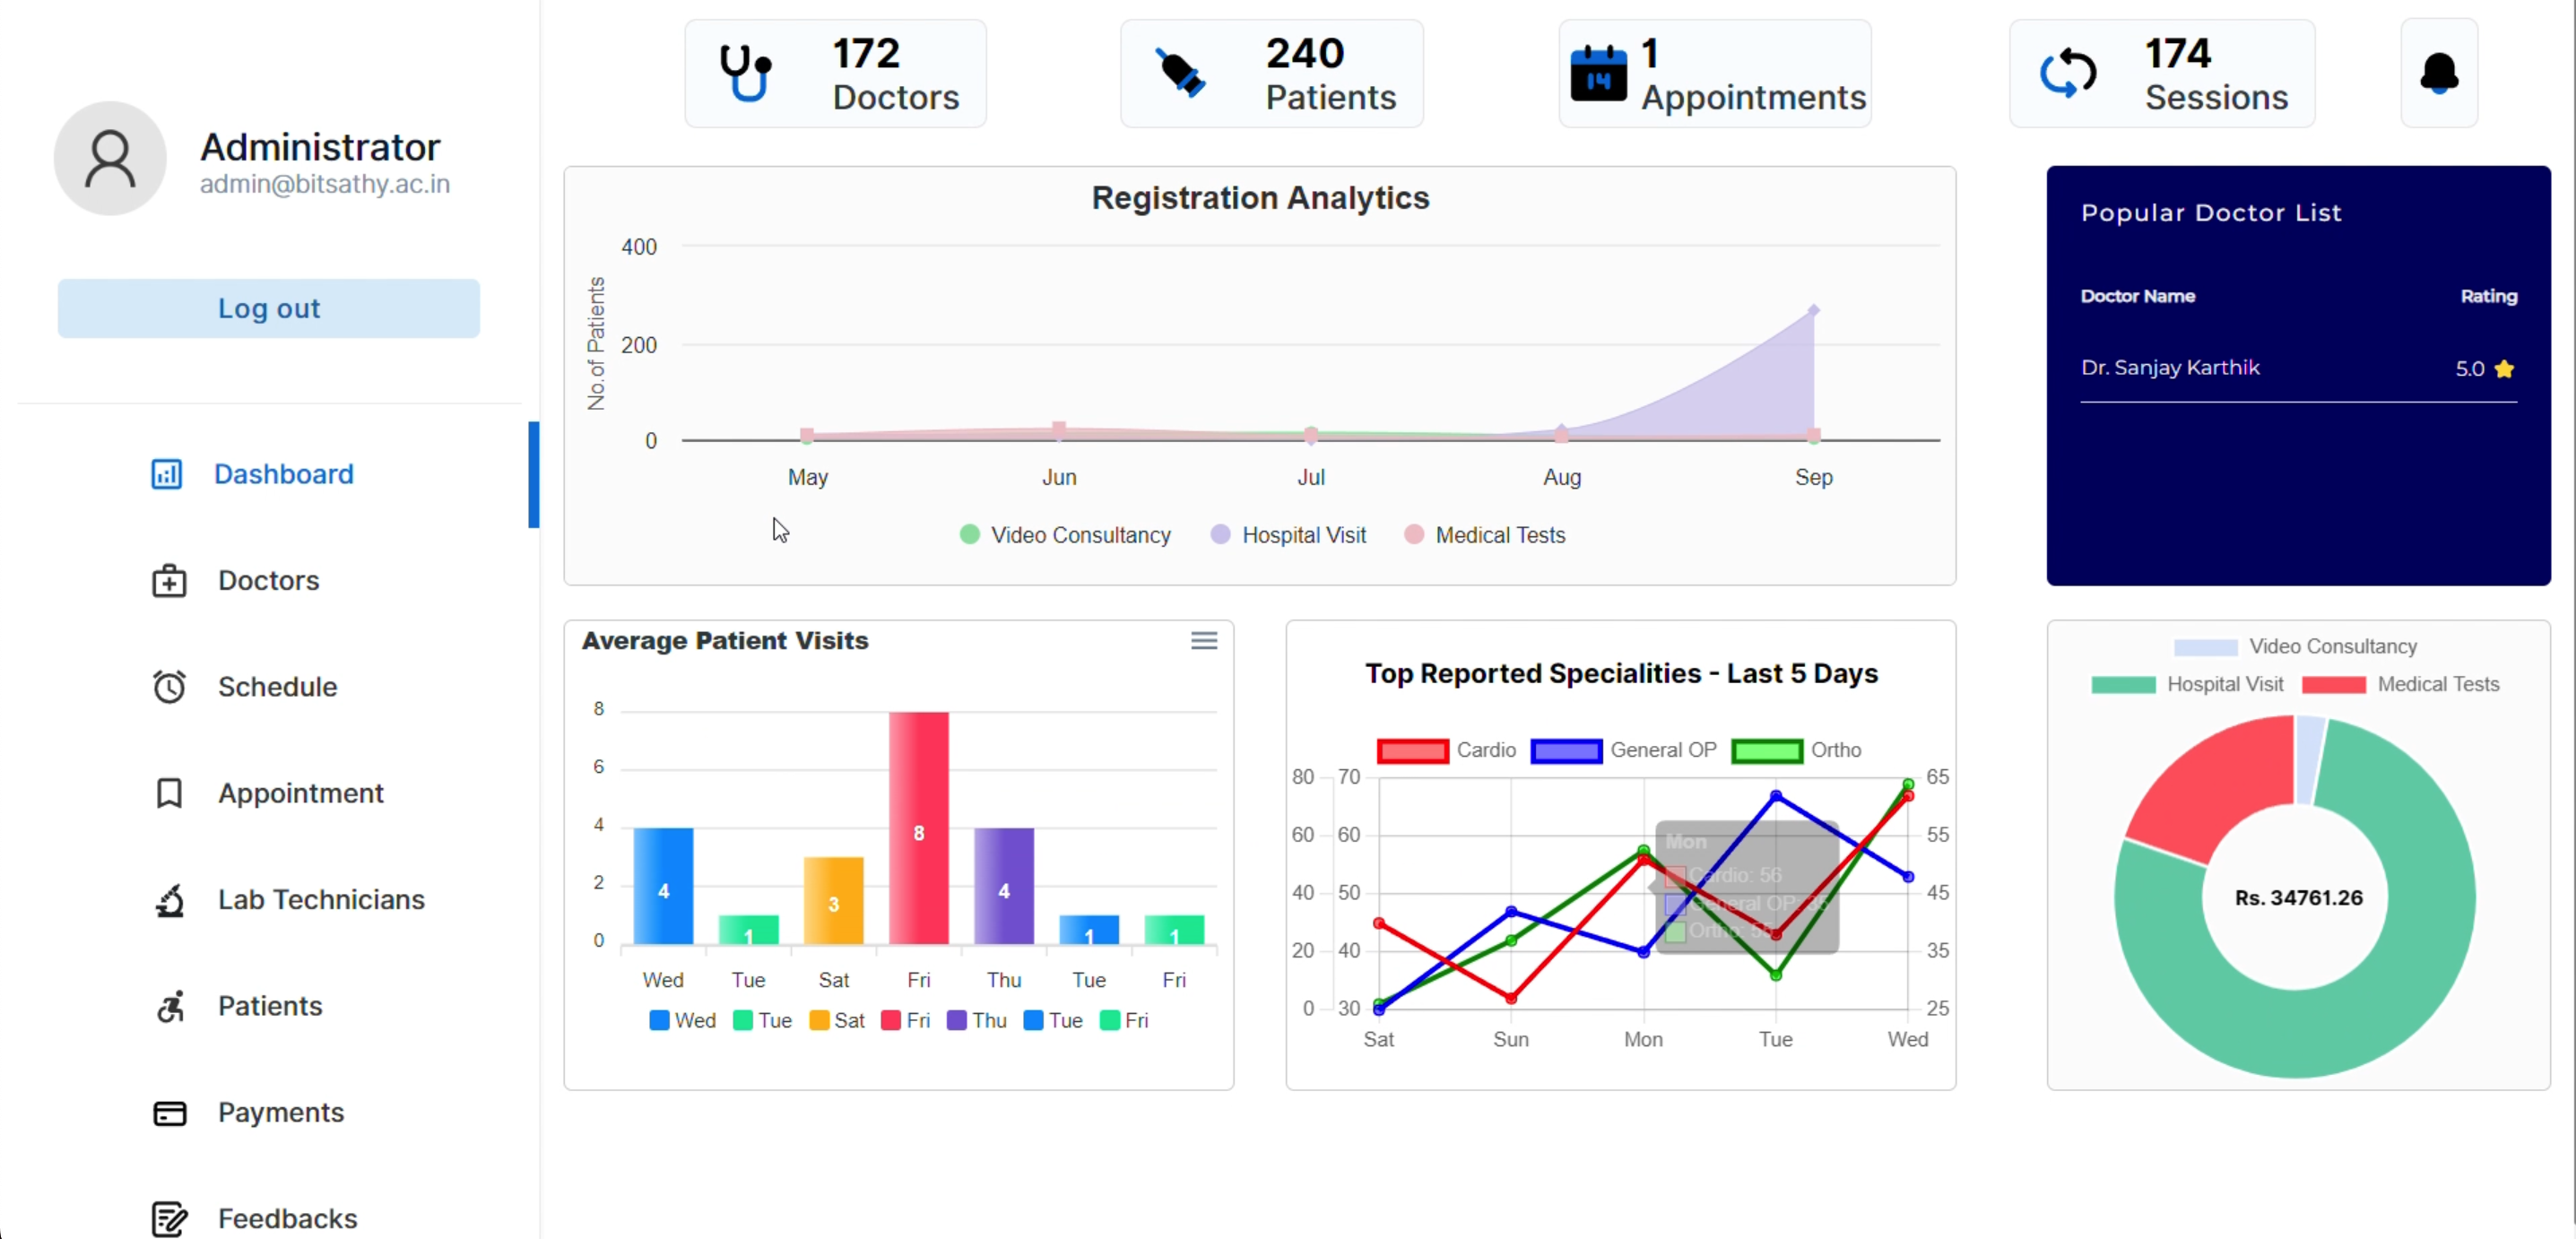 Administrator
admin@bitsathy.ac.in
Log out
Dashboard
Doctors
Schedule
Appointment
Lab Technicians
Patients
Payments
Feedbacks
172
Doctors
240
Patients
14
1
Appointments
174
Sessions
Registration Analytics
No.of Patients
400
200
0
May Jun Jul Aug Sep
Video Consultancy Hospital Visit Medical Tests
Popular Doctor List
Doctor Name Rating
Dr. Sanjay Karthik 5.0
Average Patient Visits
8
6
4
2
0
4 1 3 8 4 1 1
Wed Tue Sat Fri Thu Tue Fri
Wed Tue Sat Fri Thu Tue Fri
Top Reported Specialities - Last 5 Days
Cardio General OP Ortho
80 70 65
60 60 55
40 50 45
20 40 35
0 30 25
Mon
Cardio: 56
General OP:
Ortho:
Sat Sun Mon Tue Wed
Video Consultancy
Hospital Visit Medical Tests
Rs. 34761.26